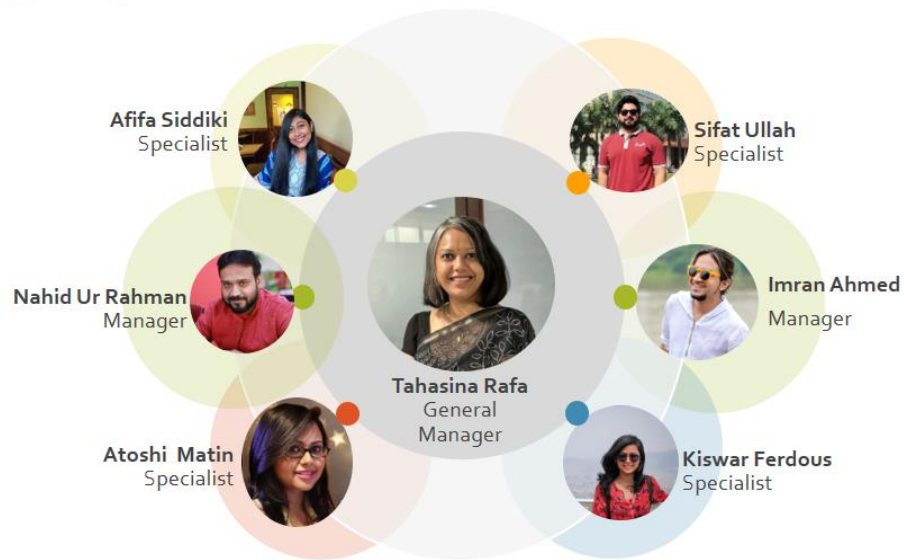 Afifa Siddiki
Specialist
Sifat Ullah
Specialist
Nahid Ur Rahman
Manager
Imran Ahmed
Manager
Tahasina Rafa
General
Manager
Atoshi Matin
Specialist
Kiswar Ferdous
Specialist